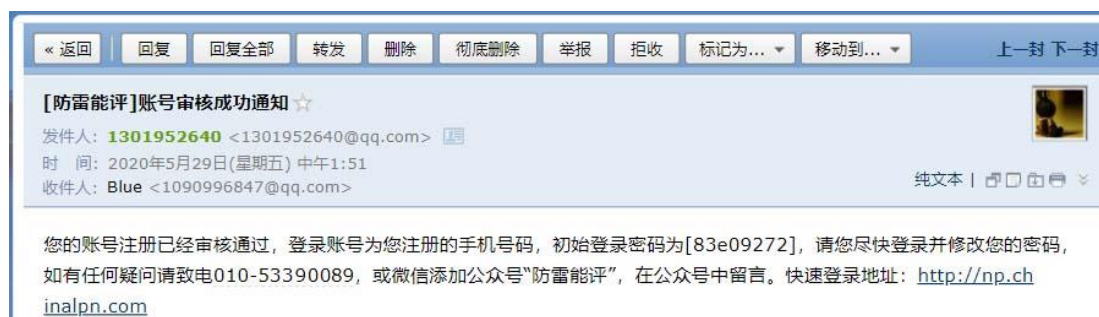 « 返回 回复 回复全部 转发 删除 彻底删除 举报 拒收 标记为... 移动到... 上一封 下一封
[防雷能评]账号审核成功通知
发件人：1301952640 <1301952640@qq.com>
时 间：2020年5月29日(星期五) 中午1:51
收件人：Blue <1090996847@qq.com>
纯文本 |
您的账号注册已经审核通过，登录账号为您注册的手机号码，初始登录密码为[83e09272]，请您尽快登录并修改您的密码，
如有任何疑问请致电010-53390089，或微信添加公众号“防雷能评”，在公众号中留言。快速登录地址：http://np.ch
inalpn.com